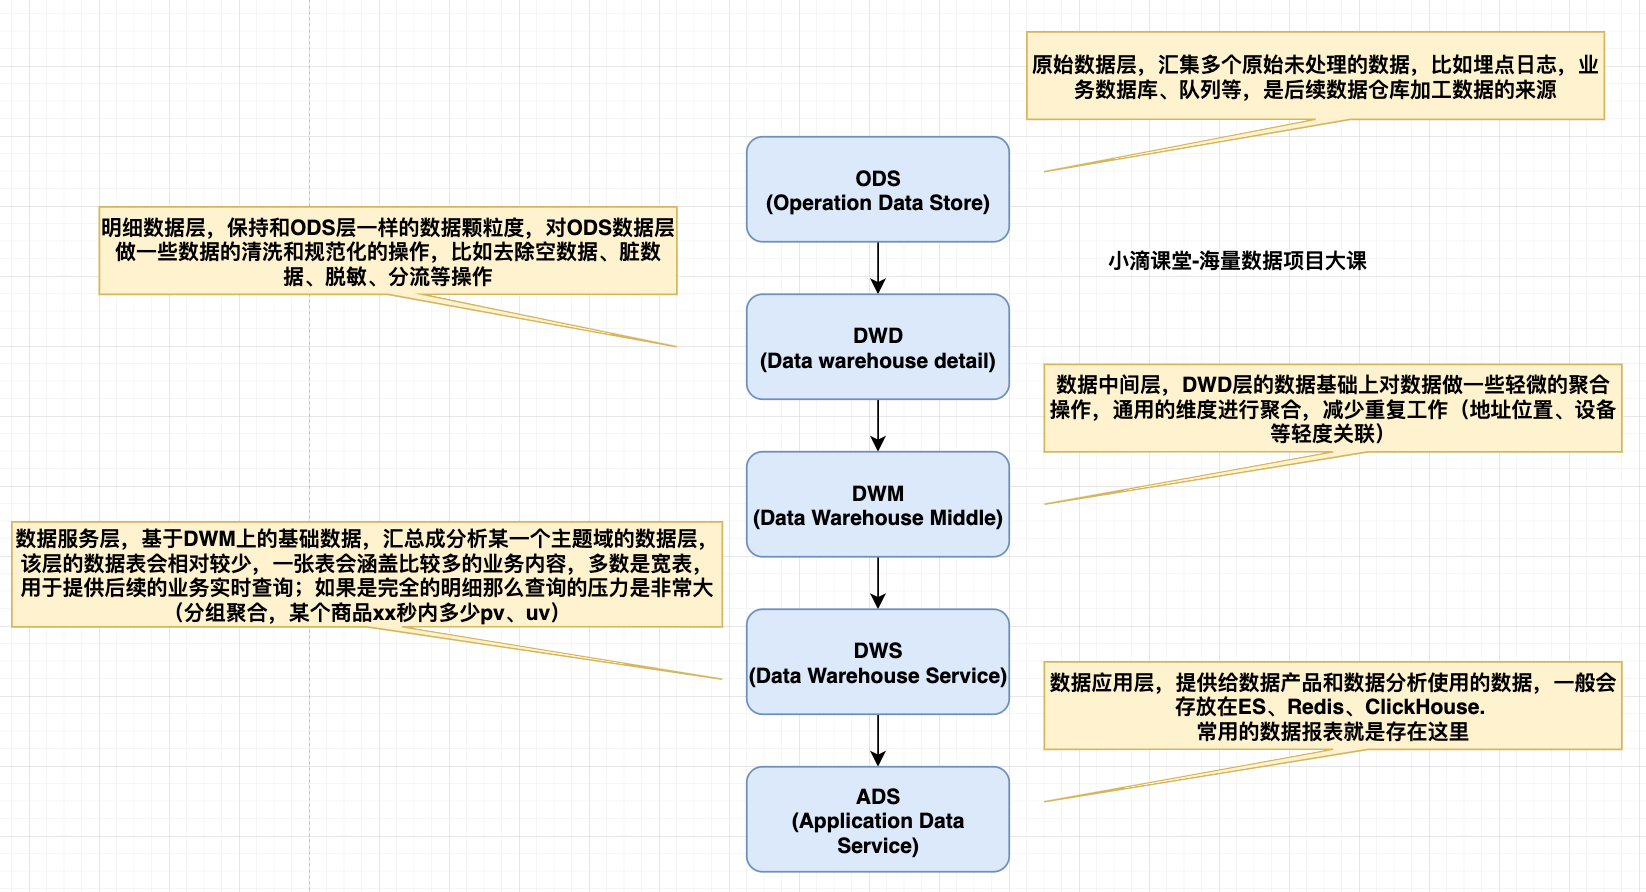 原始数据层，汇集多个原始未处理的数据，比如埋点日志，业
务数据库、队列等，是后续数据仓库加工数据的来源
ODS
(Operation Data Store)
明细数据层，保持和ODS层一样的数据颗粒度，对ODS数据层
做一些数据的清洗和规范化的操作，比如去除空数据、脏数
据、脱敏、分流等操作
小滴课堂-海量数据项目大课
DWD
(Data warehouse detail)
数据中间层，DWD层的数据基础上对数据做一些轻微的聚合
操作，通用的维度进行聚合，减少重复工作（地址位置、设备
等轻度关联）
DWM
(Data Warehouse Middle)
数据服务层，基于DWM上的基础数据，汇总成分析某一个主题域的数据层，
该层的数据表会相对较少，一张表会涵盖比较多的业务内容，多数是宽表，
用于提供后续的业务实时查询；如果是完全的明细那么查询的压力是非常大
（分组聚合，某个商品xx秒内多少pv、uv）
DWS
(Data Warehouse Service)
数据应用层，提供给数据产品和数据分析使用的数据，一般会
存放在ES、Redis、ClickHouse.
常用的数据报表就是存在这里
ADS
(Application Data
Service)